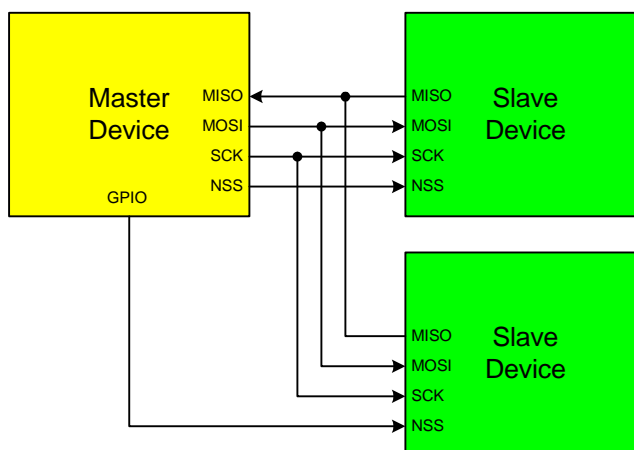 Master
Device
MISO
MOSI
SCK
NSS
GPIO
MISO
MOSI
SCK
NSS
Slave
Device
MISO
MOSI
SCK
NSS
Slave
Device